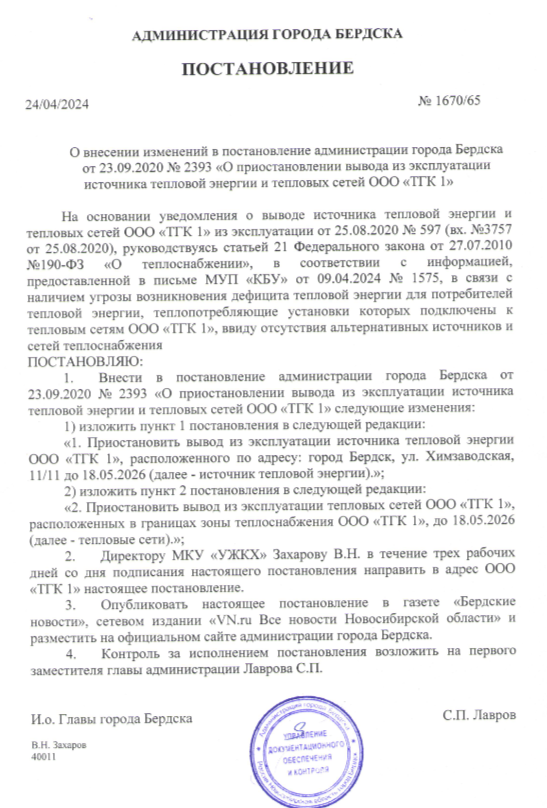 АДМИНИСТРАЦИЯ ГОРОДА БЕРДСКА
ПОСТАНОВЛЕНИЕ
24/04/2024 № 1670/65
О внесении изменений в постановление администрации города Бердска
от 23.09.2020 № 2393 «О приостановлении вывода из эксплуатации
источника тепловой энергии и тепловых сетей ООО «ТГК 1»
На основании уведомления о выводе источника тепловой энергии и
тепловых сетей ООО «ТГК 1» из эксплуатации от 25.08.2020 № 597 (вх. №3757
от 25.08.2020), руководствуясь статьей 21 Федерального закона от 27.07.2010
№190-ФЗ «О теплоснабжении», в соответствии с информацией,
предоставленной в письме МУП «КБУ» от 09.04.2024 № 1575, в связи с
наличием угрозы возникновения дефицита тепловой энергии для потребителей
тепловой энергии, теплопотребляющие установки которых подключены к
тепловым сетям ООО «ТГК 1», ввиду отсутствия альтернативных источников и
сетей теплоснабжения
ПОСТАНОВЛЯЮ:
1. Внести в постановление администрации города Бердска от
23.09.2020 № 2393 «О приостановлении вывода из эксплуатации источника
тепловой энергии и тепловых сетей ООО «ТГК 1» следующие изменения:
1) изложить пункт 1 постановления в следующей редакции:
«1. Приостановить вывод из эксплуатации источника тепловой энергии
ООО «ТГК 1», расположенного по адресу: город Бердск, ул. Химзаводская,
11/11 до 18.05.2026 (далее - источник тепловой энергии).»;
2) изложить пункт 2 постановления в следующей редакции:
«2. Приостановить вывод из эксплуатации тепловых сетей ООО «ТГК 1»,
расположенных в границах зоны теплоснабжения ООО «ТГК 1», до 18.05.2026
(далее - тепловые сети).»;
2. Директору МКУ «УЖКХ» Захарову В.Н. в течение трех рабочих
дней со дня подписания настоящего постановления направить в адрес ООО
«ТГК 1» настоящее постановление.
3. Опубликовать настоящее постановление в газете «Бердские
новости», сетевом издании «VN.ru Все новости Новосибирской области» и
разместить на официальном сайте администрации города Бердска.
4. Контроль за исполнением постановления возложить на первого
заместителя главы администрации Лаврова С.П.
И.о. Главы города Бердска С.П. Лавров
В.Н. Захаров
40011
УПРАВЛЕНИЕ
ДОКУМЕНТАЦИОННОГО
ОБЕСПЕЧЕНИЯ
И КОНТРОЛЯ